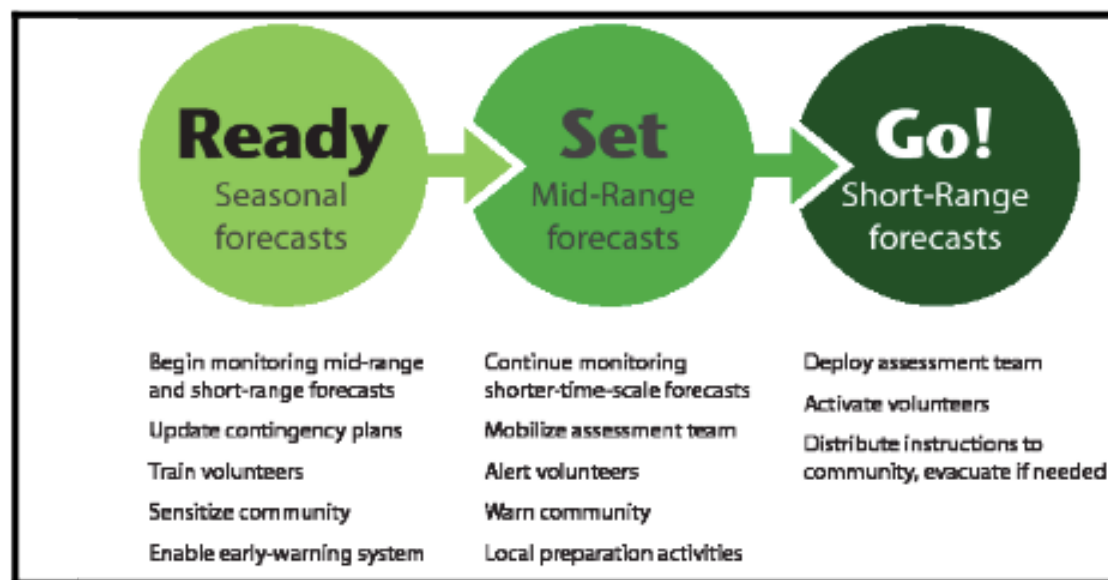 Ready
Seasonal
forecasts
Set
Mid-Range
forecasts
Go!
Short-Range
forecasts
Begin monitoring mid-range
and short-range forecasts
Update contingency plans
Train volunteers
Sensitize community
Enable early-warning system
Continue monitoring
shorter-time-scale forecasts
Mobilize assessment team
Alert volunteers
Warn community
Local preparation activities
Deploy assessment team
Activate volunteers
Distribute instructions to
community, evacuate if needed